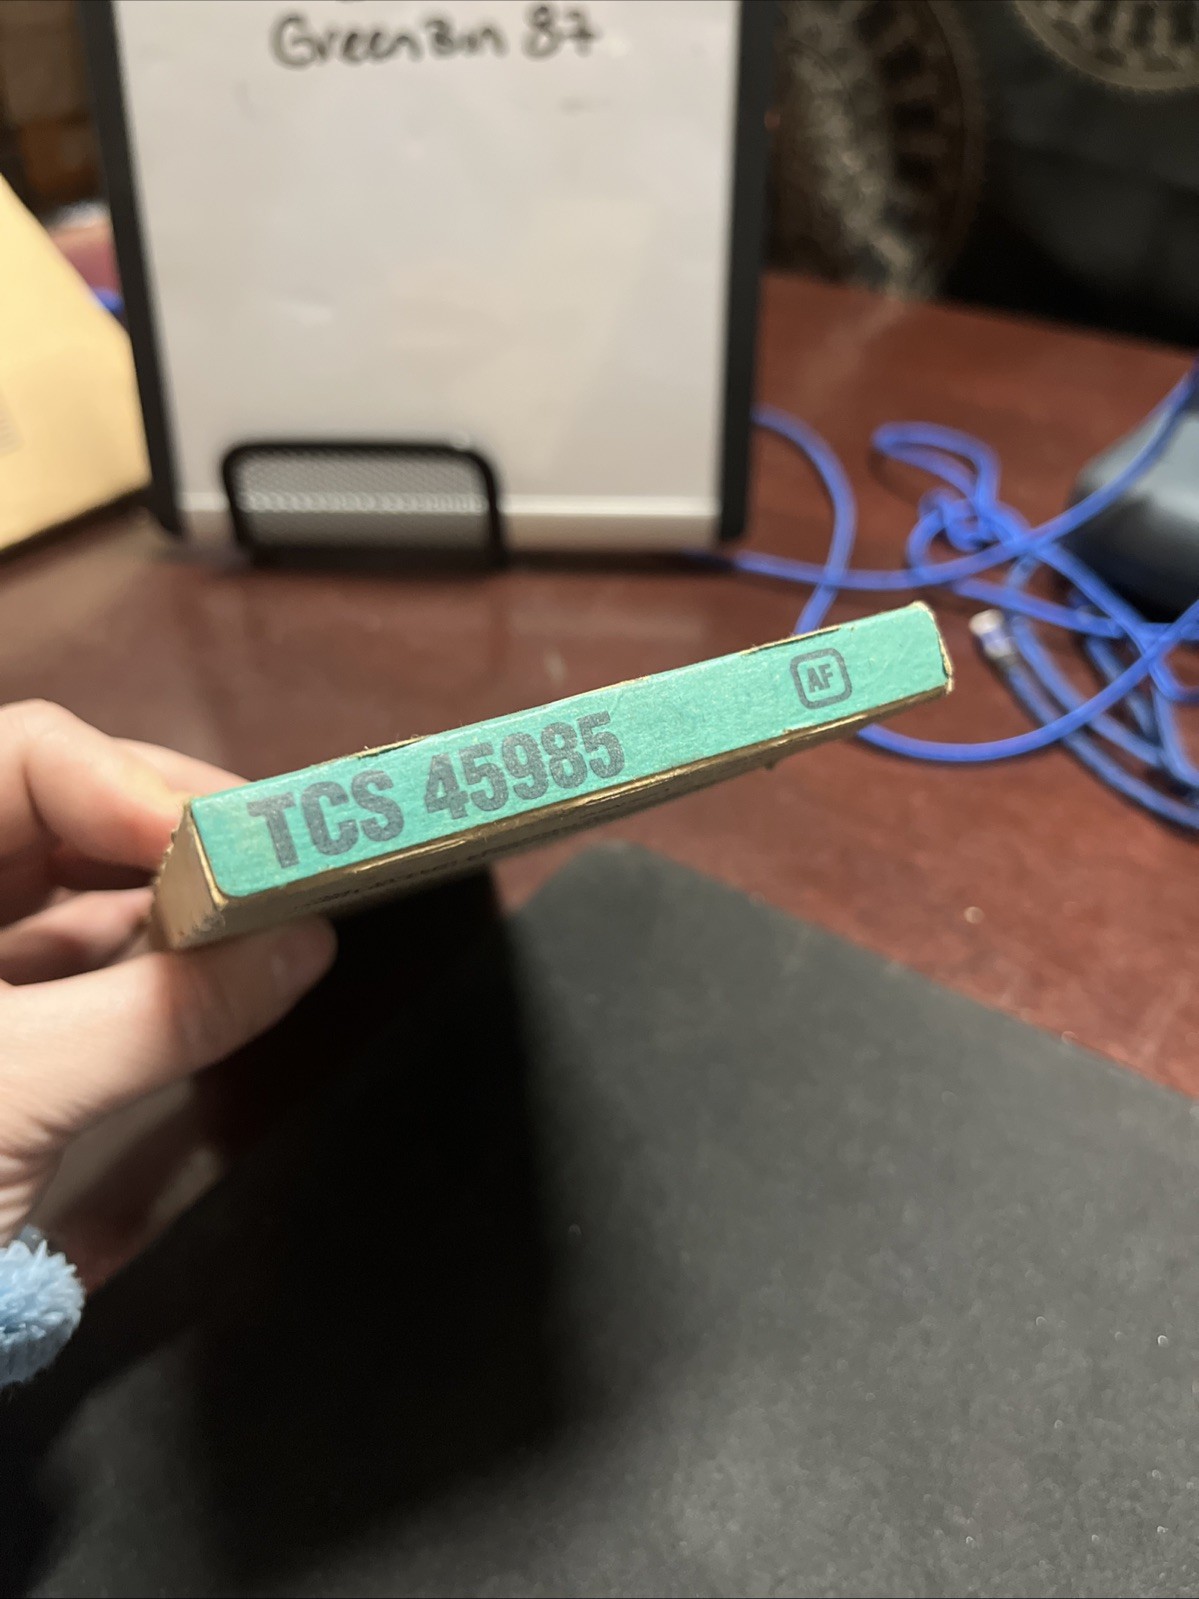 GreenBin 87
TCS 45985
AF